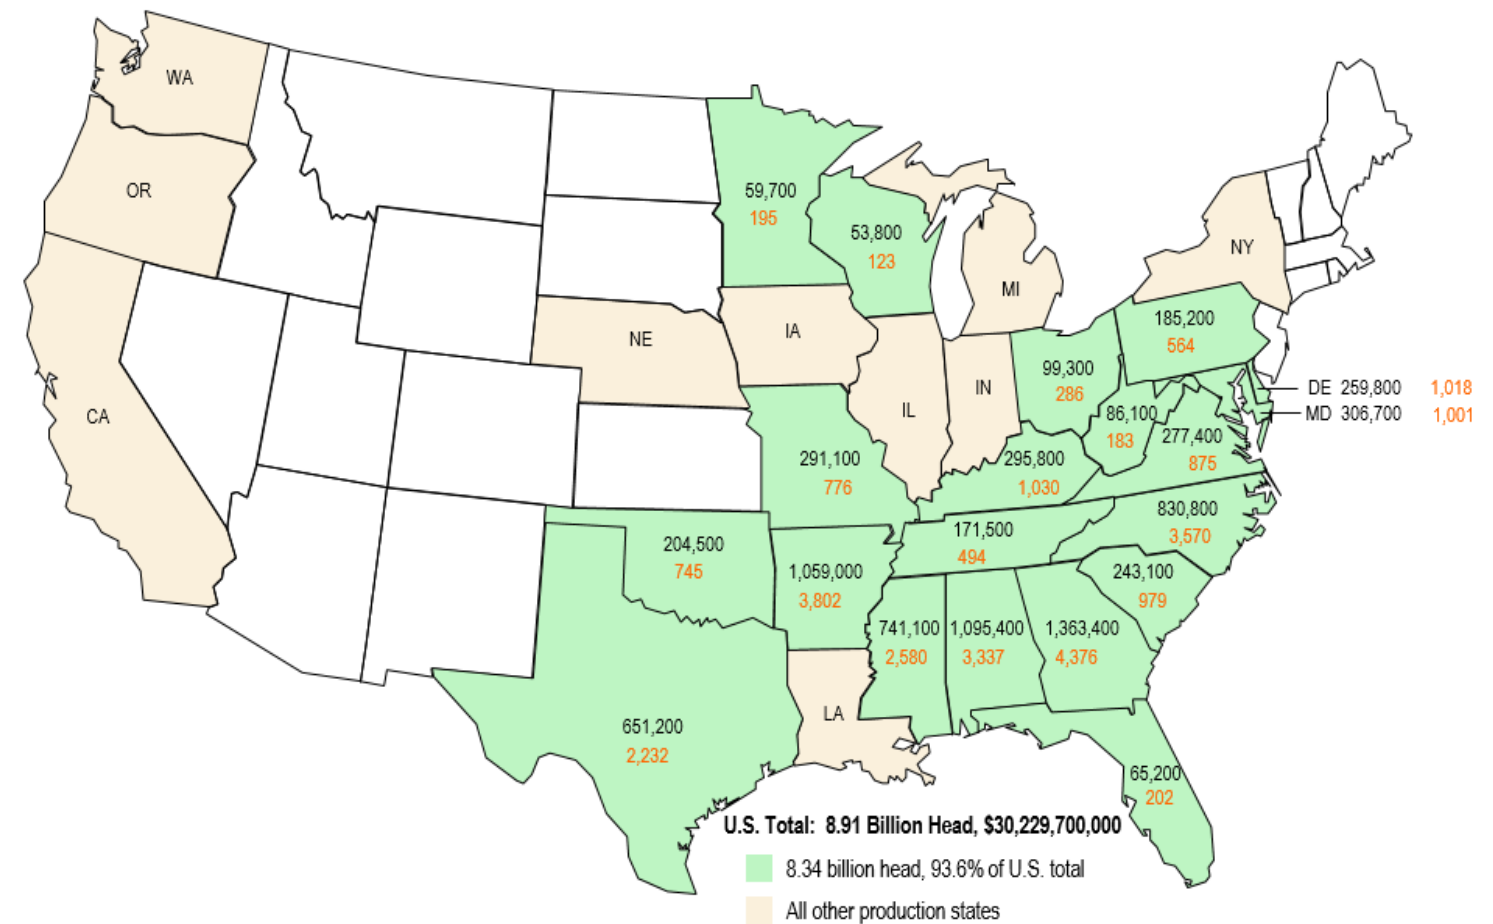 WA
OR
59,700
195
53,800
123
NY
MI
185,200
564
NE
IA
99,300
286
IN
DE 259,800 1,018
CA
IL
86,100
183
MD 306,700 1,001
277,400
875
291,100
776
295,800
1,030
830,800
3,570
171,500
494
204,500
745
1,059,000
3,802
243,100
979
741,100
2,580
1,095,400
3,337
1,363,400
4,376
LA
651,200
2,232
65,200
202
U.S. Total: 8.91 Billion Head, $30,229,700,000
8.34 billion head, 93.6% of U.S. total
All other production states